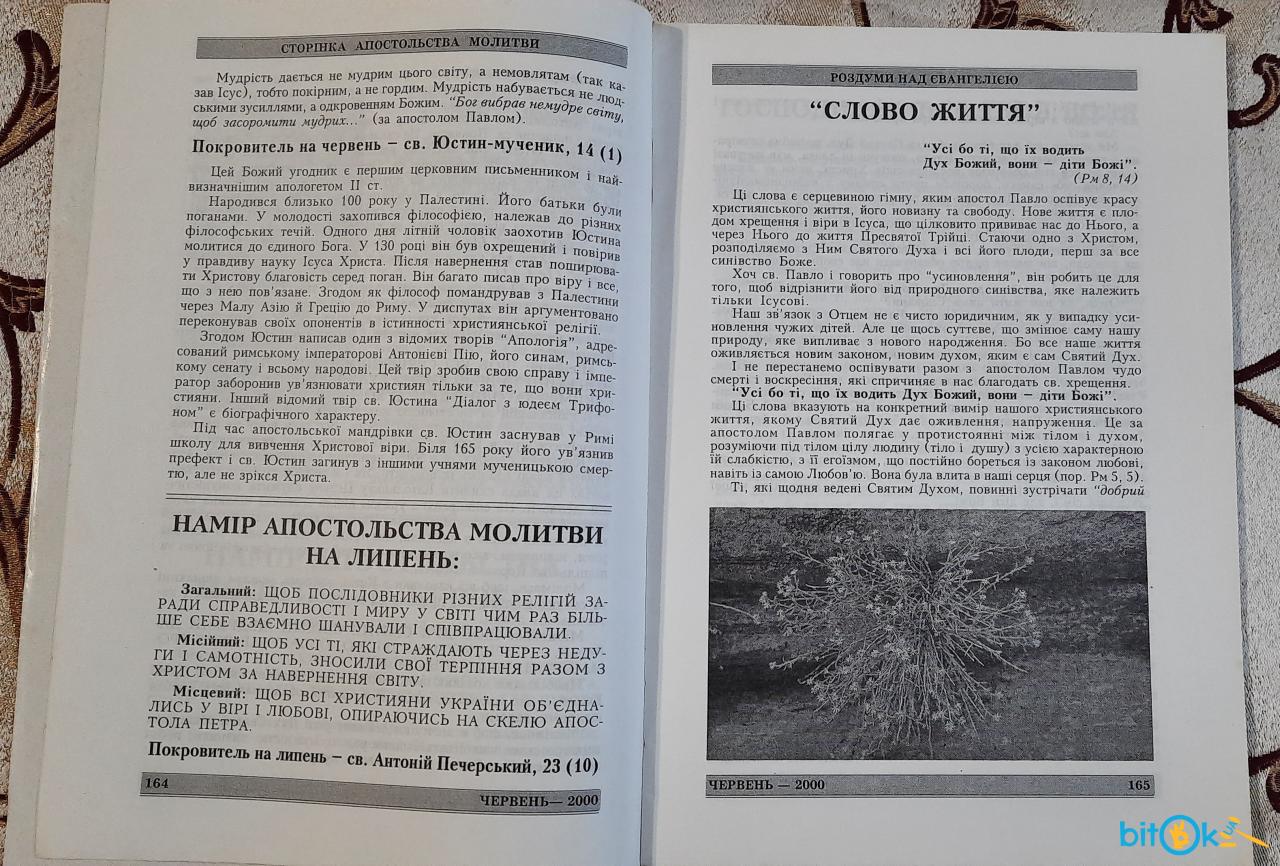 СТОРІНКА АПОСТОЛЬСТВА МОЛИТВИ
Мудрість дається не мудрим цього світу, а немовлятам (так ка-
зав Ісус), тобто покірним, а не гордим. Мудрість набувається не люд-
ськими зусиллями, а одкровенням Божим. “Бог вибрав немудре світу,
щоб засоромити мудрих...” (за апостолом Павлом).
Покровитель на червень – св. Юстин-мученик, 14 (1)
Цей Божий угодник є першим церковним письменником і най-
визначнішим апологетом II ст.
Народився близько 100 року у Палестині. Його батьки були
поганами. У молодості захопився філософією, належав до різних
філософських течій. Одного дня літній чоловік заохотив Юстина
молитися до єдиного Бога. У 130 році він був охрещений і повірив
у правдиву науку Ісуса Христа. Після навернення став поширюва-
ти Христову благовість серед поган. Він багато писав про віру і все,
що з нею пов’язане. Згодом як філософ помандрував з Палестини
через Малу Азію й Грецію до Риму. У диспутах він аргументовано
переконував своїх опонентів в істинності християнської релігії.
Згодом Юстин написав один з відомих творів “Апологія”, адре-
сований римському імператорові Антонієві Пію, його синам, римсь-
кому сенату і всьому народові. Цей твір зробив свою справу і імпе-
ратор заборонив ув’язнювати християн тільки за те, що вони хри-
стияни. Інший відомий твір св. Юстина “Діалог з юдеєм Трифо-
ном” є біографічного характеру.
Під час апостольської мандрівки св. Юстин заснував у Римі
школу для вивчення Христової віри. Біля 165 року його ув’язнив
префект і св. Юстин загинув з іншими учнями мученицькою смер-
тю, але не зрікся Христа.
НАМІР АПОСТОЛЬСТВА МОЛИТВИ
НА ЛИПЕНЬ:
Загальний: ЩОБ ПОСЛІДОВНИКИ РІЗНИХ РЕЛІГІЙ ЗА-
РАДИ СПРАВЕДЛИВОСТІ І МИРУ У СВІТІ ЧИМ РАЗ БІЛЬ-
ШЕ СЕБЕ ВЗАЄМНО ШАНУВАЛИ І СПІВПРАЦЮВАЛИ.
Місійний: ЩОБ УСІ ТІ, ЯКІ СТРАЖДАЮТЬ ЧЕРЕЗ НЕДУ-
ГИ І САМОТНІСТЬ, ЗНОСИЛИ СВОЇ ТЕРПІННЯ РАЗОМ З
ХРИСТОМ ЗА НАВЕРНЕННЯ СВІТУ.
Місцевий: ЩОБ ВСІ ХРИСТИЯНИ УКРАЇНИ ОБ’ЄДНА-
ЛИСЬ У ВІРІ І ЛЮБОВІ, ОПИРАЮЧИСЬ НА СКЕЛЮ АПОС-
ТОЛА ПЕТРА.
Покровитель на липень – св. Антоній Печерський, 23 (10)
164
ЧЕРВЕНЬ— 2000
РОЗДУМИ НАД ЄВАНГЕЛІЄЮ
“СЛОВО ЖИТТЯ”
“Усі бо ті, що їх водить
Дух Божий, вони – діти Божі”.
(Рм 8, 14)
Ці слова є серцевиною гімну, яким апостол Павло оспівує красу
християнського життя, його новизну та свободу. Нове життя є пло-
дом хрещення і віри в Ісуса, що цілковито прививає нас до Нього, а
через Нього до життя Пресвятої Трійці. Стаючи одно з Христом,
розподіляємо з Ним Святого Духа і всі його плоди, перш за все
синівство Боже.
Хоч св. Павло і говорить про “усиновлення”, він робить це для
того, щоб відрізнити його від природного синівства, яке належить
тільки Ісусові.
Наш зв’язок з Отцем не є чисто юридичним, як у випадку уси-
новлення чужих дітей. Але це щось суттєве, що змінює саму нашу
природу, яке випливає з нового народження. Бо все наше життя
оживляється новим законом, новим духом, яким є сам Святий Дух.
І не перестанемо оспівувати разом з апостолом Павлом чудо
смерті і воскресіння, які спричиняє в нас благодать св. хрещення.
“Усі бо ті, що їх водить Дух Божий, вони – діти Божі”.
Ці слова вказують на конкретний вимір нашого християнського
життя, якому Святий Дух дає оживлення, напруження. Це за
апостолом Павлом полягає у протистоянні між тілом і духом,
розуміючи під тілом цілу людину (тіло і душу) з усією характерною
їй слабкістю, з її егоїзмом, що постійно бореться із законом любові,
навіть із самою Любов’ю. Вона була влита в наші серця (пор. Рм 5, 5).
Ті, які щодня ведені Святим Духом, повинні зустрічати “добрий
ЧЕРВЕНЬ — 2000
165
bitOk
UA